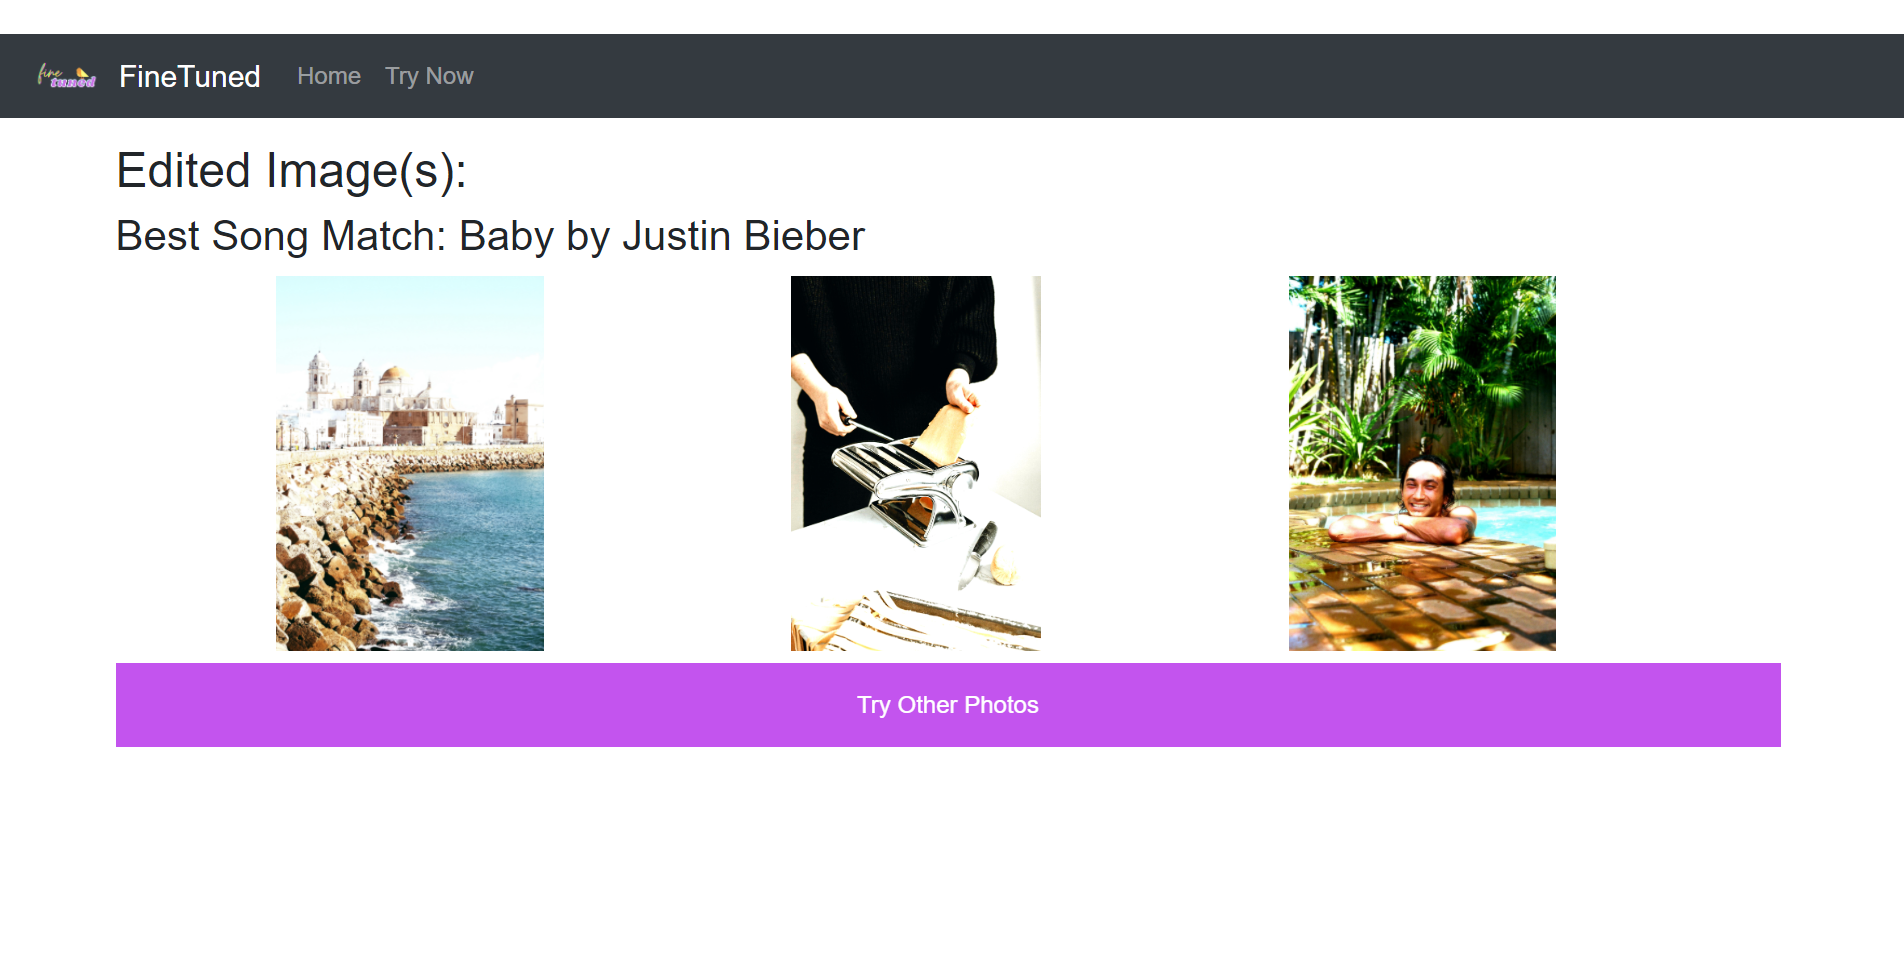 fine
tuned
FineTuned Home Try Now
Edited Image(s):
Best Song Match: Baby by Justin Bieber
Try Other Photos